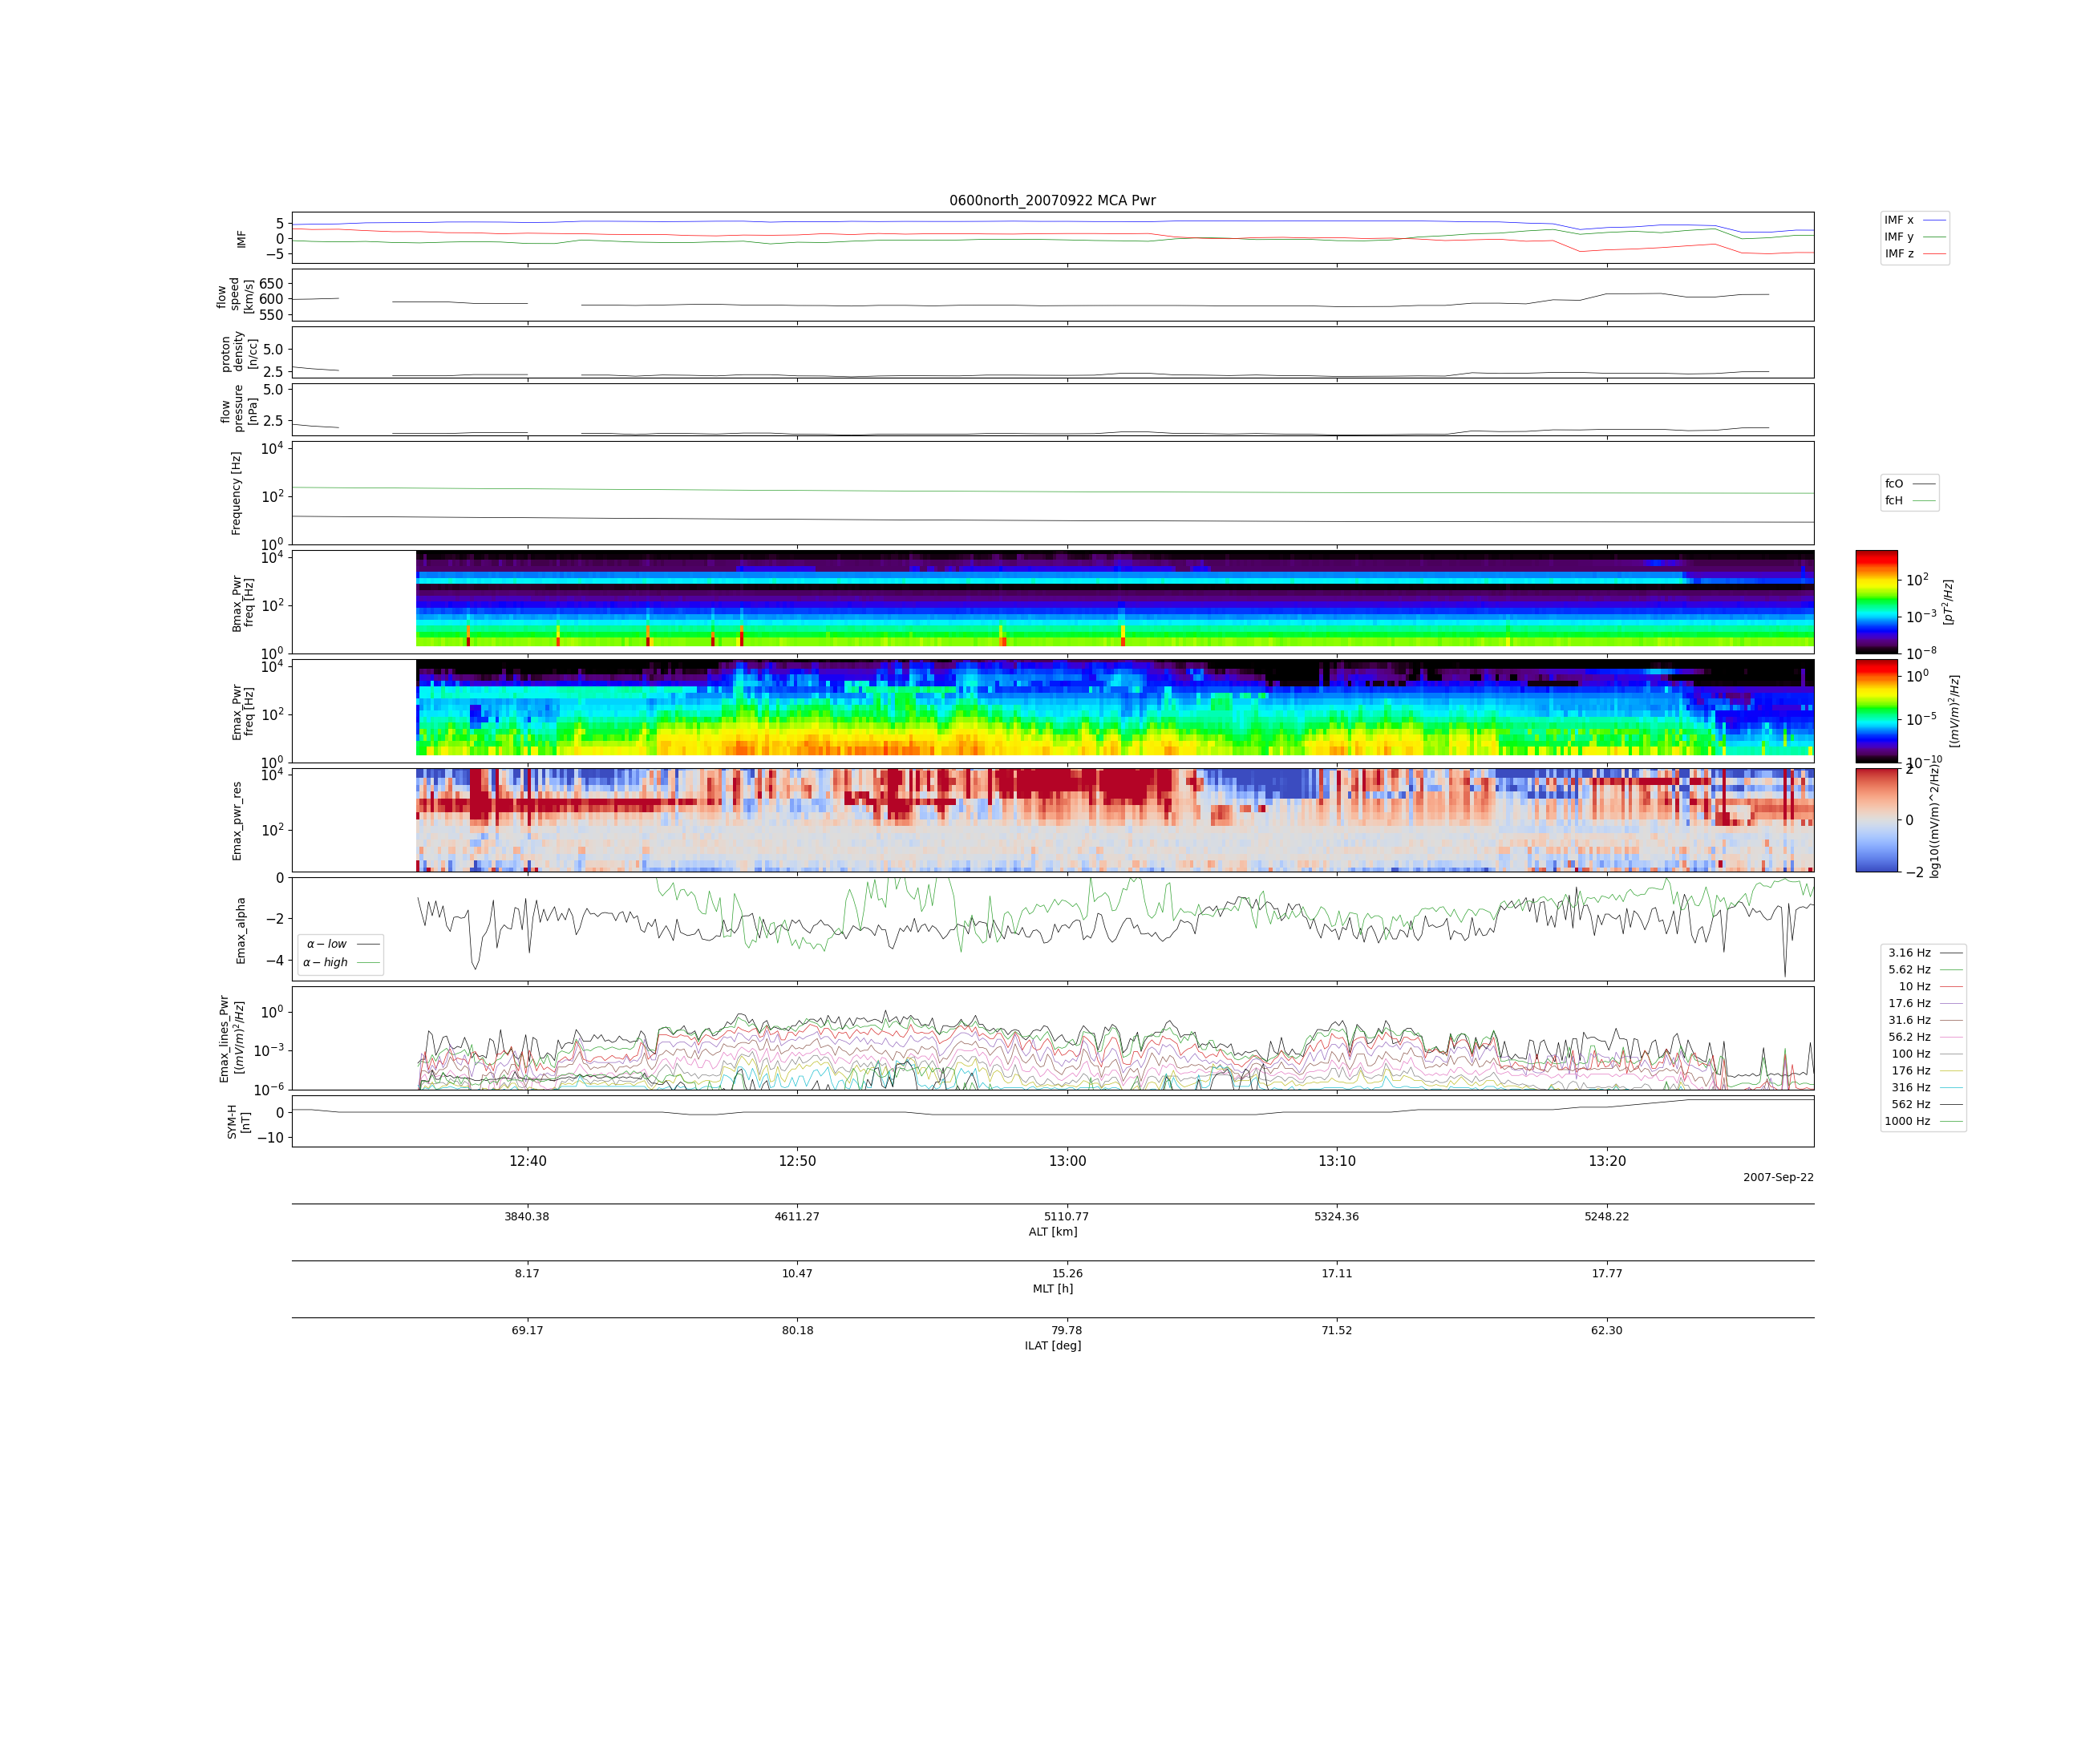 0600north_20070922 MCA Pwr
IMF
5
0
−5
IMF x
IMF y
IMF z
flow
speed
[km/s]
650
600
550
proton
density
[n/cc]
5.0
2.5
flow
pressure
[nPa]
5.0
2.5
Frequency [Hz]
10^4
10^2
10^0
fcO
fcH
Bmax_Pwr
freq [Hz]
10^4
10^2
10^0
10^2
10^−3
10^−8
[pT^2/Hz]
Emax_Pwr
freq [Hz]
10^4
10^2
10^0
10^0
10^−5
10^−10
[(mV/m)^2/Hz]
Emax_pwr_res
10^4
10^2
2
0
−2
log10((mV/m)^2/Hz)
Emax_alpha
0
−2
−4
α − low
α − high
Emax_lines_Pwr
[(mV/m)^2/Hz]
10^0
10^−3
10^−6
3.16 Hz
5.62 Hz
10 Hz
17.6 Hz
31.6 Hz
56.2 Hz
100 Hz
176 Hz
316 Hz
562 Hz
1000 Hz
SYM-H
[nT]
0
−10
12:40 12:50 13:00 13:10 13:20
2007-Sep-22
3840.38 4611.27 5110.77 5324.36 5248.22
ALT [km]
8.17 10.47 15.26 17.11 17.77
MLT [h]
69.17 80.18 79.78 71.52 62.30
ILAT [deg]